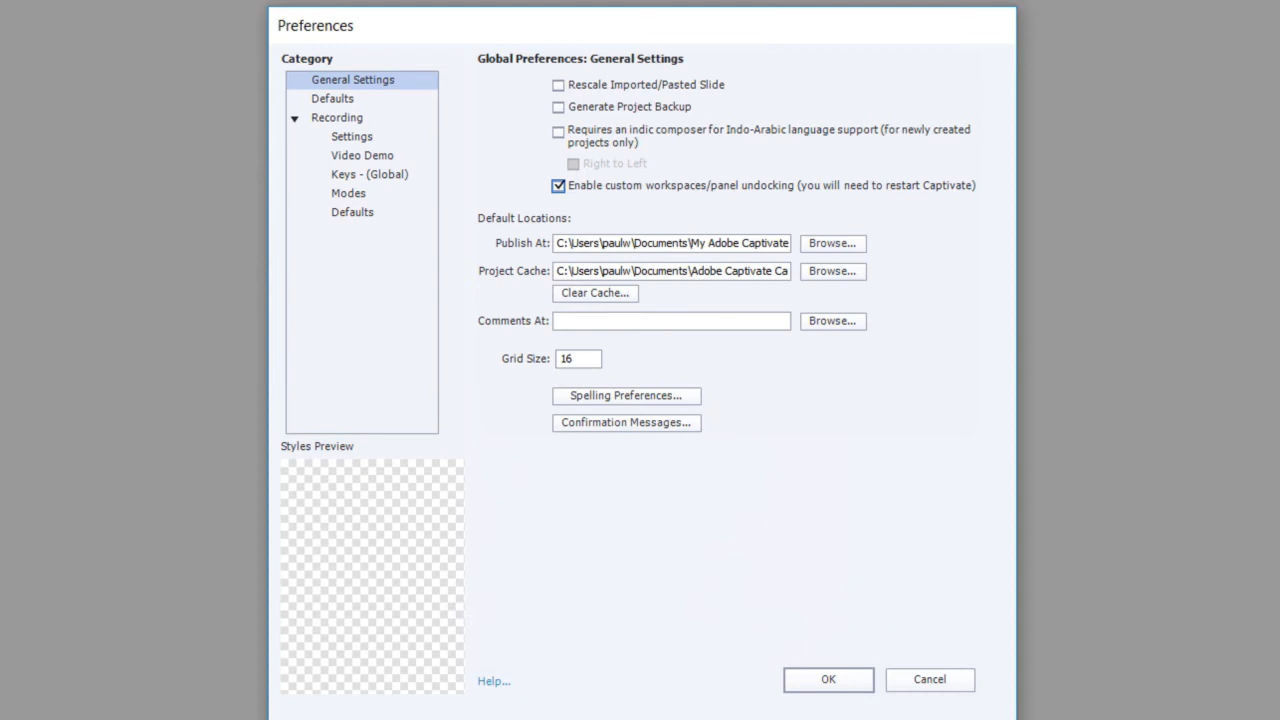 Preferences
Category
General Settings
Defaults
Recording
Settings
Video Demo
Keys - (Global)
Modes
Defaults
Styles Preview
Global Preferences: General Settings
Rescale Imported/Pasted Slide
Generate Project Backup
Requires an indic composer for Indo-Arabic language support (for newly created
projects only)
Right to Left
Enable custom workspaces/panel undocking (you will need to restart Captivate)
Default Locations:
Publish At: C:\Users\paulw\Documents\My Adobe Captivate Browse...
Project Cache: C:\Users\paulw\Documents\Adobe Captivate Ca Browse...
Clear Cache...
Comments At: Browse...
Grid Size: 16
Spelling Preferences...
Confirmation Messages...
Help... OK Cancel